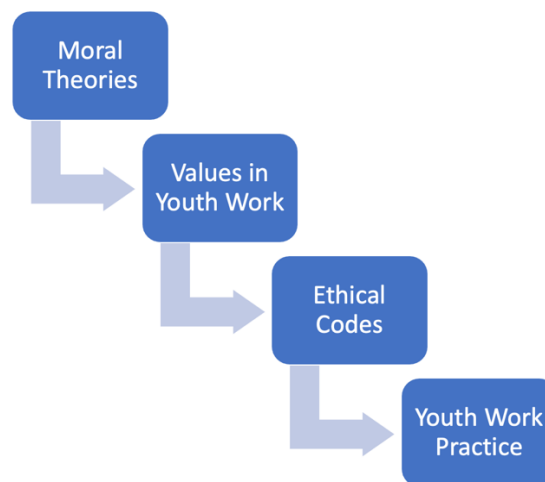 Moral
Theories
Values in
Youth Work
Ethical
Codes
Youth Work
Practice